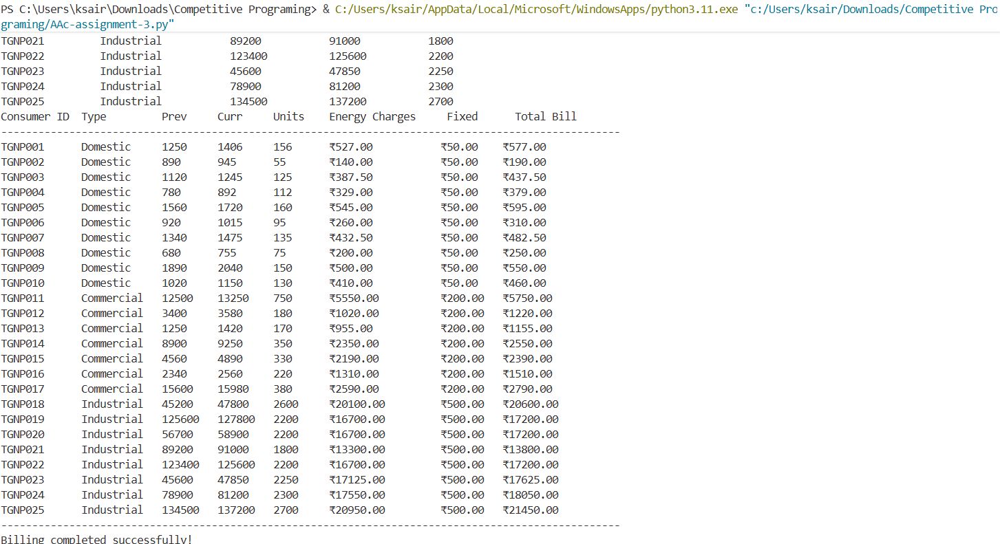 PS C:\Users\ksair\Downloads\Competitive Programing> & C:/Users/ksair/AppData/Local/Microsoft/WindowsApps/python3.11.exe "c:/Users/ksair/Downloads/Competitive Pro
graming/AAc-assignment-3.py"
TGNP021 Industrial 89200 91000 1800
TGNP022 Industrial 123400 125600 2200
TGNP023 Industrial 45600 47850 2250
TGNP024 Industrial 78900 81200 2300
TGNP025 Industrial 134500 137200 2700
Consumer ID Type Prev Curr Units Energy Charges Fixed Total Bill
----------------------------------------------------------------------------------------------------
TGNP001 Domestic 1250 1406 156 ₹527.00 ₹50.00 ₹577.00
TGNP002 Domestic 890 945 55 ₹140.00 ₹50.00 ₹190.00
TGNP003 Domestic 1120 1245 125 ₹387.50 ₹50.00 ₹437.50
TGNP004 Domestic 780 892 112 ₹329.00 ₹50.00 ₹379.00
TGNP005 Domestic 1560 1720 160 ₹545.00 ₹50.00 ₹595.00
TGNP006 Domestic 920 1015 95 ₹260.00 ₹50.00 ₹310.00
TGNP007 Domestic 1340 1475 135 ₹432.50 ₹50.00 ₹482.50
TGNP008 Domestic 680 755 75 ₹200.00 ₹50.00 ₹250.00
TGNP009 Domestic 1890 2040 150 ₹500.00 ₹50.00 ₹550.00
TGNP010 Domestic 1020 1150 130 ₹410.00 ₹50.00 ₹460.00
TGNP011 Commercial 12500 13250 750 ₹5550.00 ₹200.00 ₹5750.00
TGNP012 Commercial 3400 3580 180 ₹1020.00 ₹200.00 ₹1220.00
TGNP013 Commercial 1250 1420 170 ₹955.00 ₹200.00 ₹1155.00
TGNP014 Commercial 8900 9250 350 ₹2350.00 ₹200.00 ₹2550.00
TGNP015 Commercial 4560 4890 330 ₹2190.00 ₹200.00 ₹2390.00
TGNP016 Commercial 2340 2560 220 ₹1310.00 ₹200.00 ₹1510.00
TGNP017 Commercial 15600 15980 380 ₹2590.00 ₹200.00 ₹2790.00
TGNP018 Industrial 45200 47800 2600 ₹20100.00 ₹500.00 ₹20600.00
TGNP019 Industrial 125600 127800 2200 ₹16700.00 ₹500.00 ₹17200.00
TGNP020 Industrial 56700 58900 2200 ₹16700.00 ₹500.00 ₹17200.00
TGNP021 Industrial 89200 91000 1800 ₹13300.00 ₹500.00 ₹13800.00
TGNP022 Industrial 123400 125600 2200 ₹16700.00 ₹500.00 ₹17200.00
TGNP023 Industrial 45600 47850 2250 ₹17125.00 ₹500.00 ₹17625.00
TGNP024 Industrial 78900 81200 2300 ₹17550.00 ₹500.00 ₹18050.00
TGNP025 Industrial 134500 137200 2700 ₹20950.00 ₹500.00 ₹21450.00
----------------------------------------------------------------------------------------------------
Billing completed successfully!